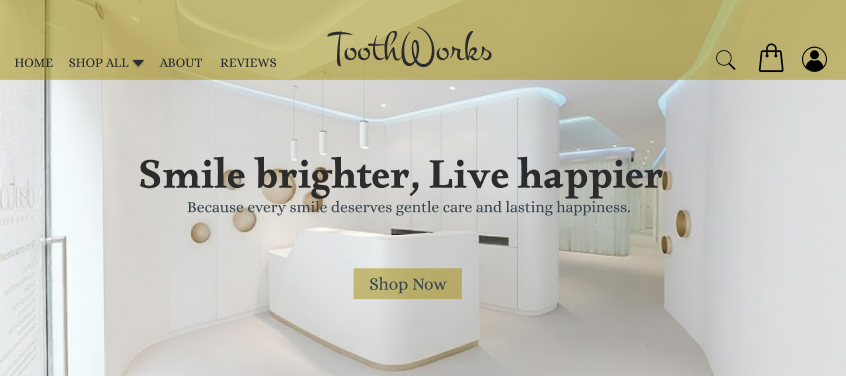 ToothWorks
HOME SHOP ALL ABOUT REVIEWS
Smile brighter, Live happier
Because every smile deserves gentle care and lasting happiness.
Shop Now